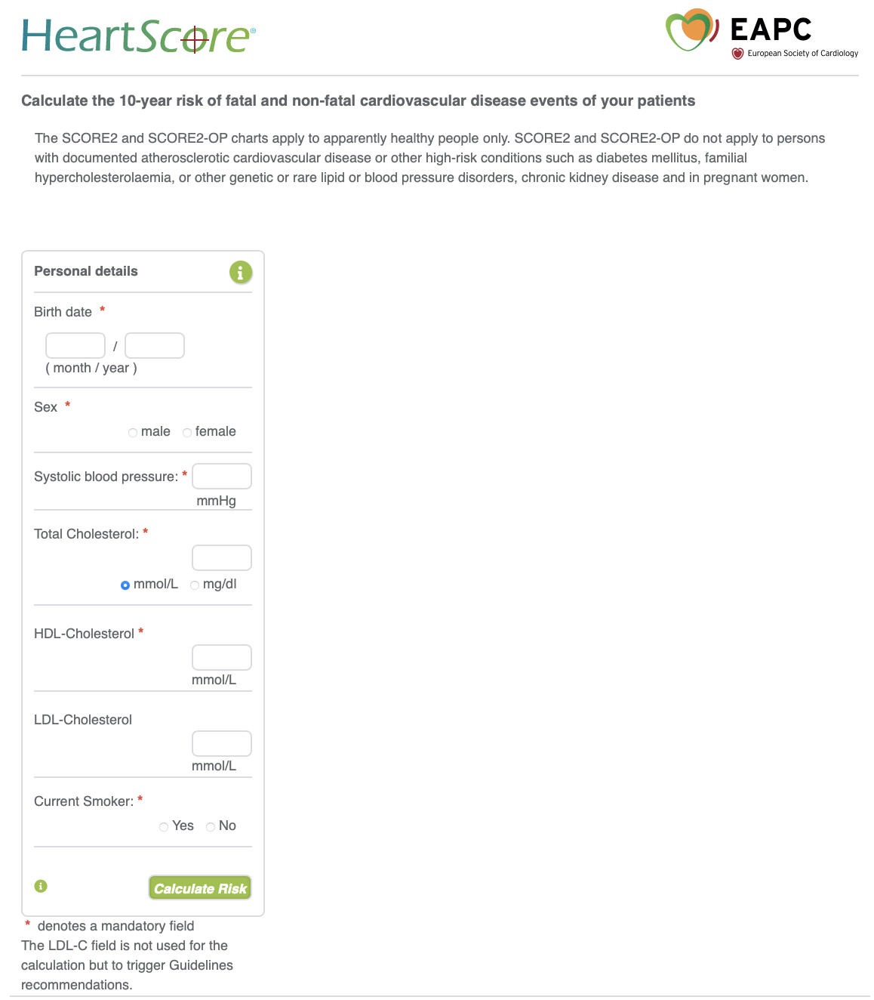 HeartScore®
EAPC
European Society of Cardiology
Calculate the 10-year risk of fatal and non-fatal cardiovascular disease events of your patients
The SCORE2 and SCORE2-OP charts apply to apparently healthy people only. SCORE2 and SCORE2-OP do not apply to persons
with documented atherosclerotic cardiovascular disease or other high-risk conditions such as diabetes mellitus, familial
hypercholesterolaemia, or other genetic or rare lipid or blood pressure disorders, chronic kidney disease and in pregnant women.
Personal details
Birth date *
/
( month / year )
Sex *
male female
Systolic blood pressure: *
mmHg
Total Cholesterol: *
mmol/L mg/dl
HDL-Cholesterol *
mmol/L
LDL-Cholesterol
mmol/L
Current Smoker: *
Yes No
Calculate Risk
* denotes a mandatory field
The LDL-C field is not used for the
calculation but to trigger Guidelines
recommendations.